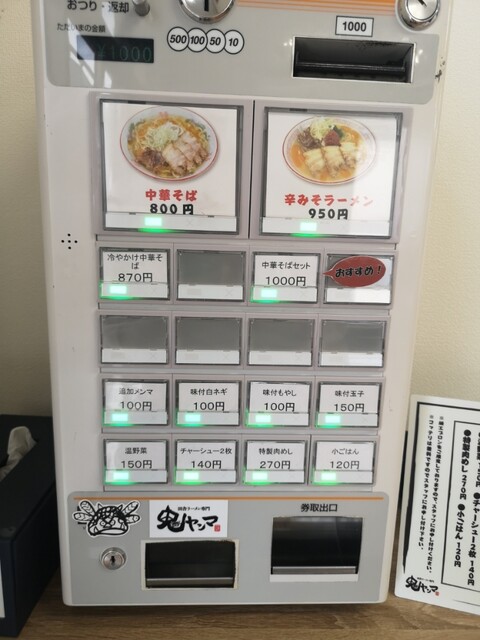 おつり・返却
ただいまの金額
¥1000
500 100 50 10
1000
中華そば
800円
辛みそラーメン
950円
冷やかけ中華そば
870円
中華そばセット
1000円
おすすめ!
追加メンマ
100円
味付白ネギ
100円
味付もやし
100円
味付玉子
150円
温野菜
150円
チャーシュー2枚
140円
特製肉めし
270円
小ごはん
120円
鬼ヤンマ
券取出口
●チャーシュー2枚 140円
●特製肉めし 270円
●小ごはん 120円
鬼ヤンマ